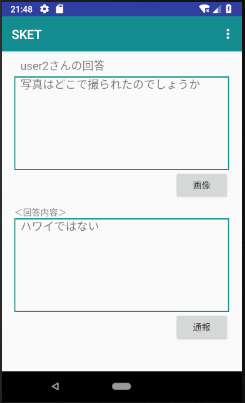 21:48
SKET
user2さんの回答
写真はどこで撮られたのでしょうか
画像
＜回答内容＞
ハワイではない
通報